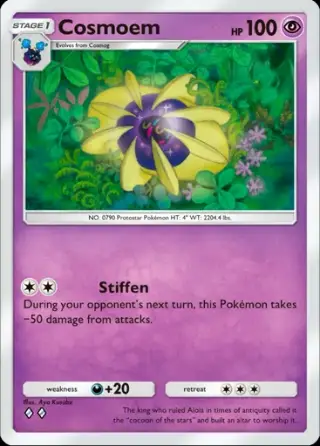 STAGE 1
Cosmoem
HP 100
Evolves from Cosmog
NO. 0790 Protostar Pokémon HT: 4" WT: 2204.4 lbs.
Stiffen
During your opponent's next turn, this Pokémon takes
−50 damage from attacks.
weakness +20 retreat
Illus. Aya Kusube
The king who ruled Alola in times of antiquity called it
the "cocoon of the stars" and built an altar to worship it.